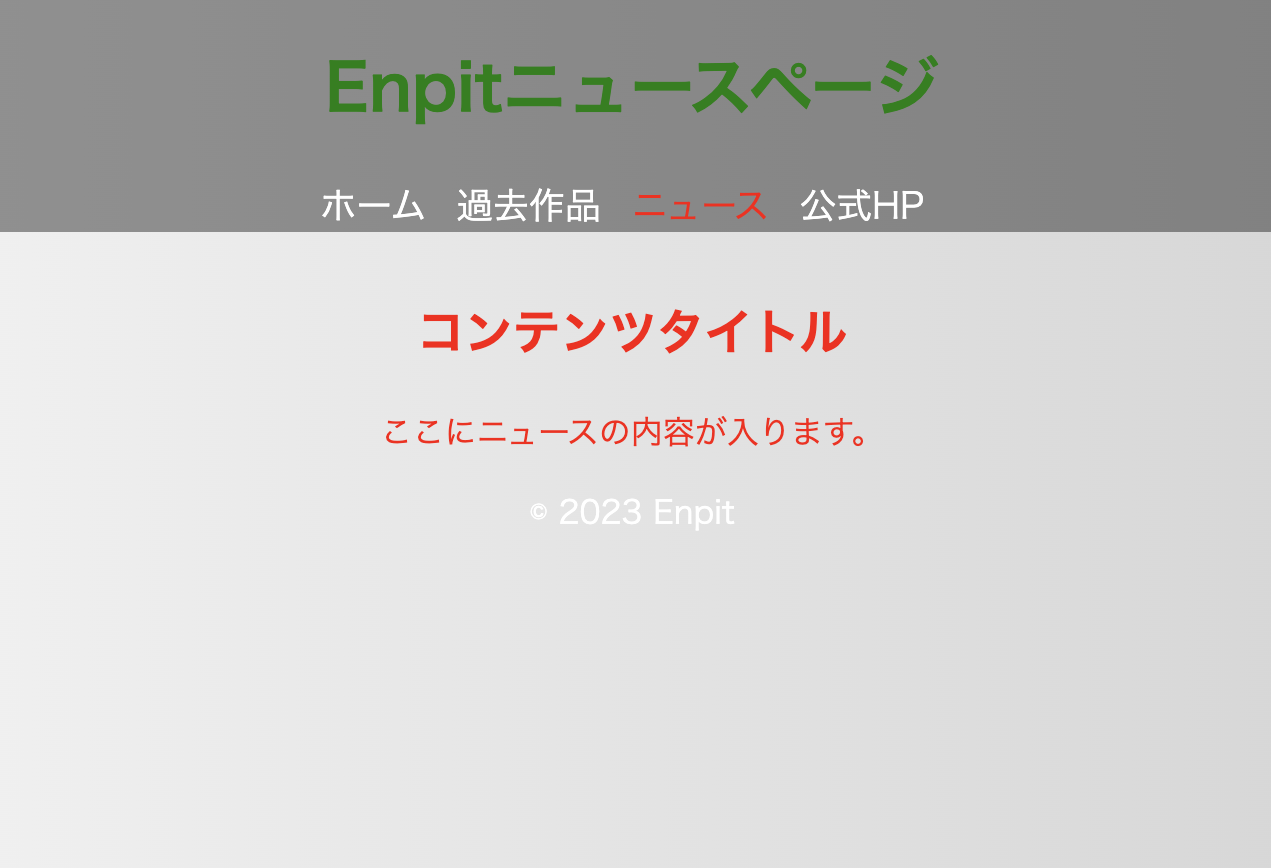 Enpitニュースページ
ホーム 過去作品 ニュース 公式HP
コンテンツタイトル
ここにニュースの内容が入ります。
© 2023 Enpit